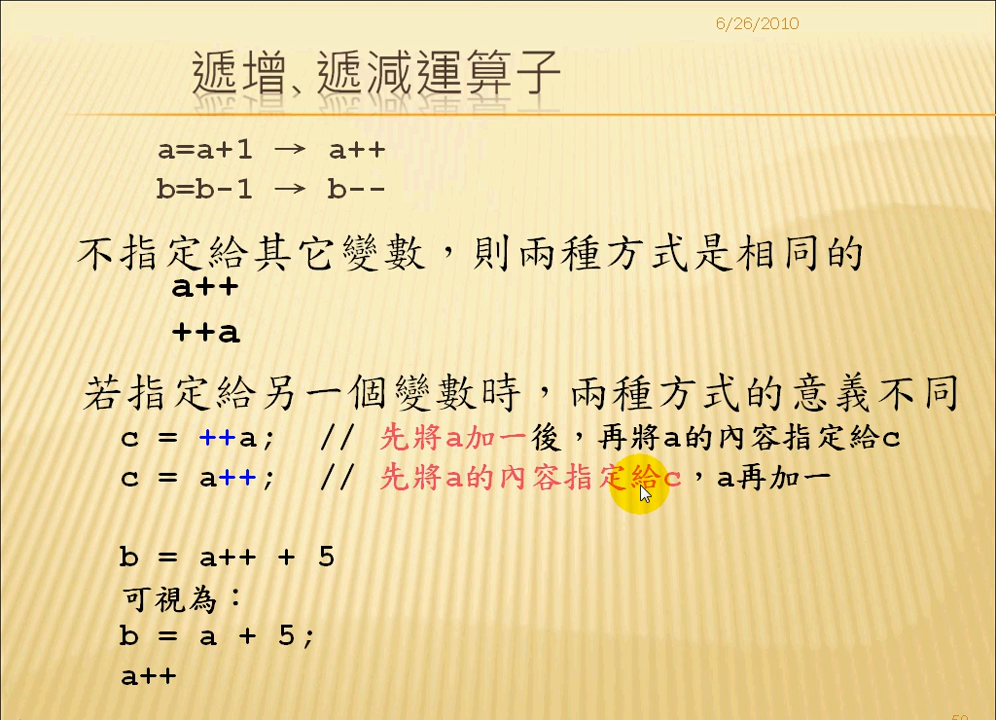 6/26/2010
遞增、遞減運算子
a=a+1 → a++
b=b-1 → b--
不指定給其它變數，則兩種方式是相同的
a++
++a
若指定給另一個變數時，兩種方式的意義不同
c = ++a; // 先將a加一後，再將a的內容指定給c
c = a++; // 先將a的內容指定給c，a再加一
b = a++ + 5
可視為：
b = a + 5;
a++